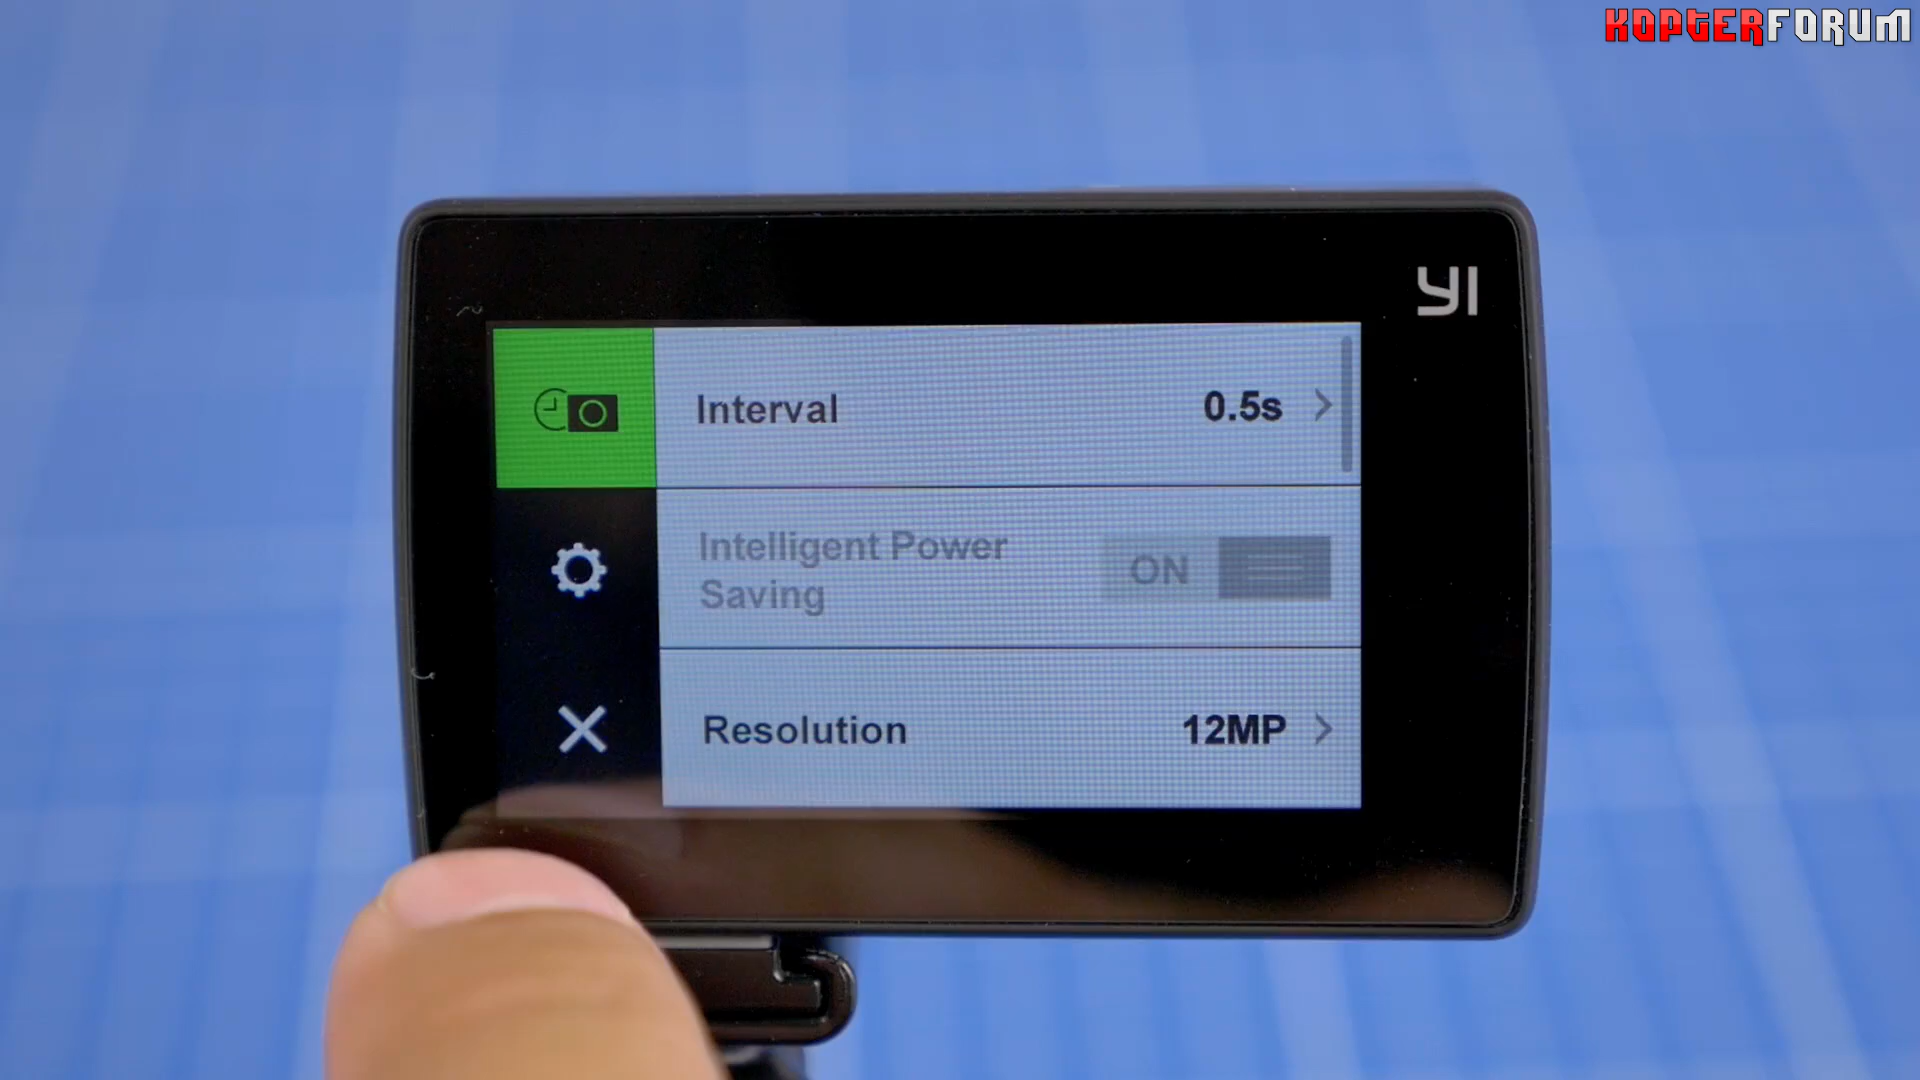 KOPTERFORUM
YI
Interval 0.5s
Intelligent Power
Saving ON
Resolution 12MP